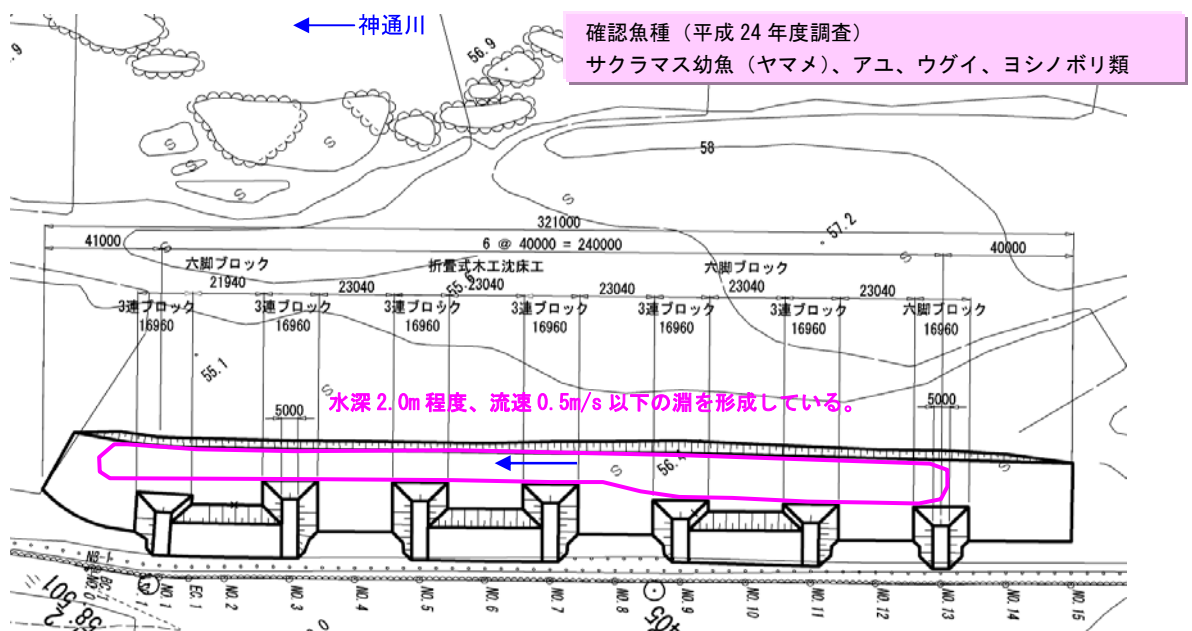 神通川
確認魚種（平成 24 年度調査）
サクラマス幼魚（ヤマメ）、アユ、ウグイ、ヨシノボリ類
56.9
58
S
S
S
S
S
S
57.2
321000
41000
6 @ 40000 = 240000
40000
六脚ブロック
折畳式木工沈床工
六脚ブロック
21940
23040
23040
23040
23040
23040
55.9
3連ブロック
3連ブロック
3連ブロック
3連ブロック
3連ブロック
3連ブロック
六脚ブロック
16960
16960
16960
16960
16960
16960
16960
55.1
S
水深 2.0m 程度、流速 0.5m/s 以下の淵を形成している。
5000
5000
S
S
NO.1
EC.1
NO.2
NO.3
NO.4
NO.5
NO.6
NO.7
NO.8
NO.9
NO.10
NO.11
NO.12
NO.13
NO.14
NO.15